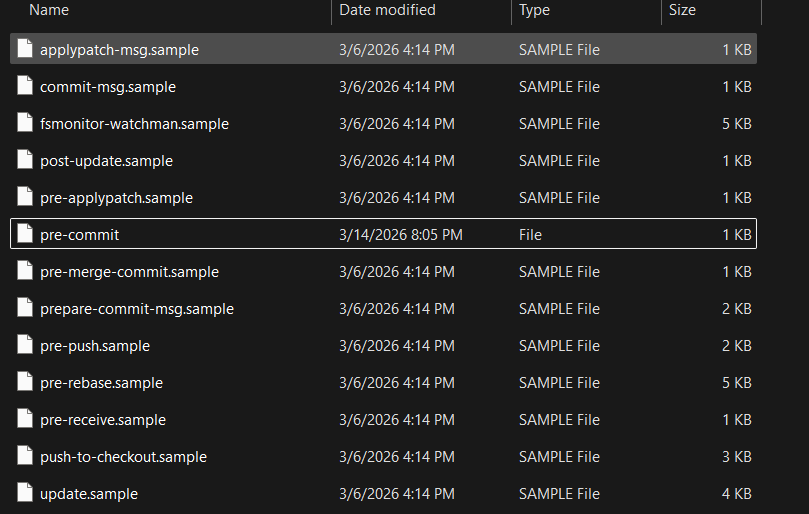 Name Date modified Type Size
applypatch-msg.sample 3/6/2026 4:14 PM SAMPLE File 1 KB
commit-msg.sample 3/6/2026 4:14 PM SAMPLE File 1 KB
fsmonitor-watchman.sample 3/6/2026 4:14 PM SAMPLE File 5 KB
post-update.sample 3/6/2026 4:14 PM SAMPLE File 1 KB
pre-applypatch.sample 3/6/2026 4:14 PM SAMPLE File 1 KB
pre-commit 3/14/2026 8:05 PM File 1 KB
pre-merge-commit.sample 3/6/2026 4:14 PM SAMPLE File 1 KB
prepare-commit-msg.sample 3/6/2026 4:14 PM SAMPLE File 2 KB
pre-push.sample 3/6/2026 4:14 PM SAMPLE File 2 KB
pre-rebase.sample 3/6/2026 4:14 PM SAMPLE File 5 KB
pre-receive.sample 3/6/2026 4:14 PM SAMPLE File 1 KB
push-to-checkout.sample 3/6/2026 4:14 PM SAMPLE File 3 KB
update.sample 3/6/2026 4:14 PM SAMPLE File 4 KB